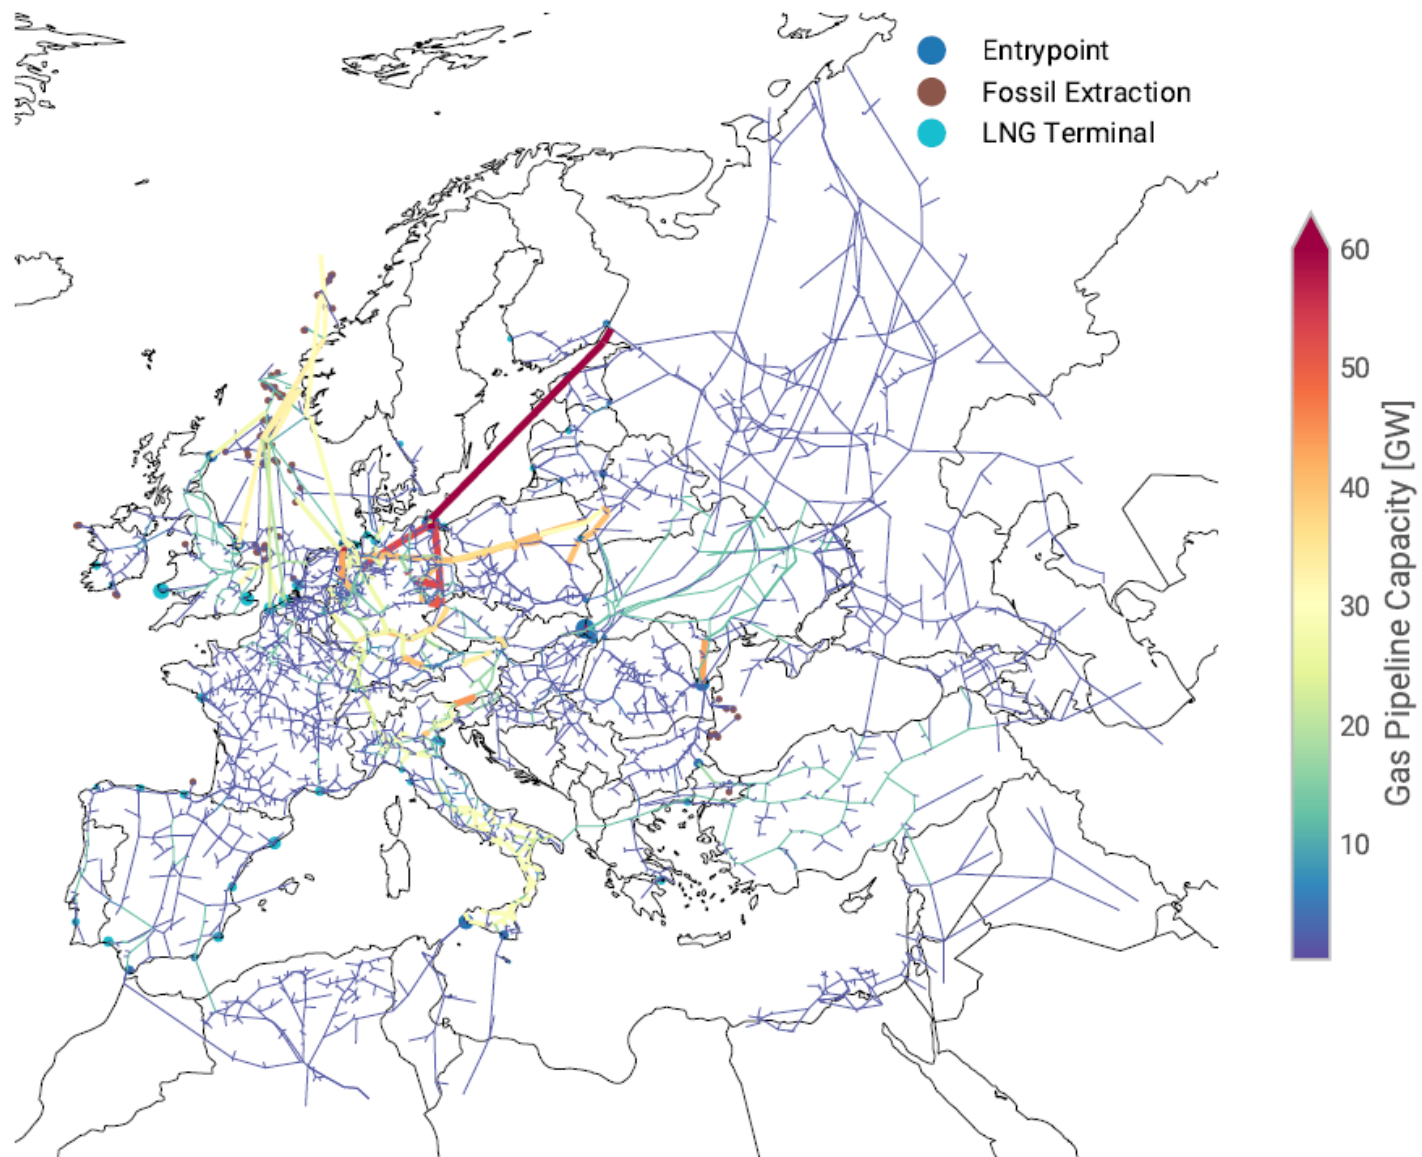 Entrypoint
Fossil Extraction
LNG Terminal
60
50
40
30
20
10
Gas Pipeline Capacity [GW]